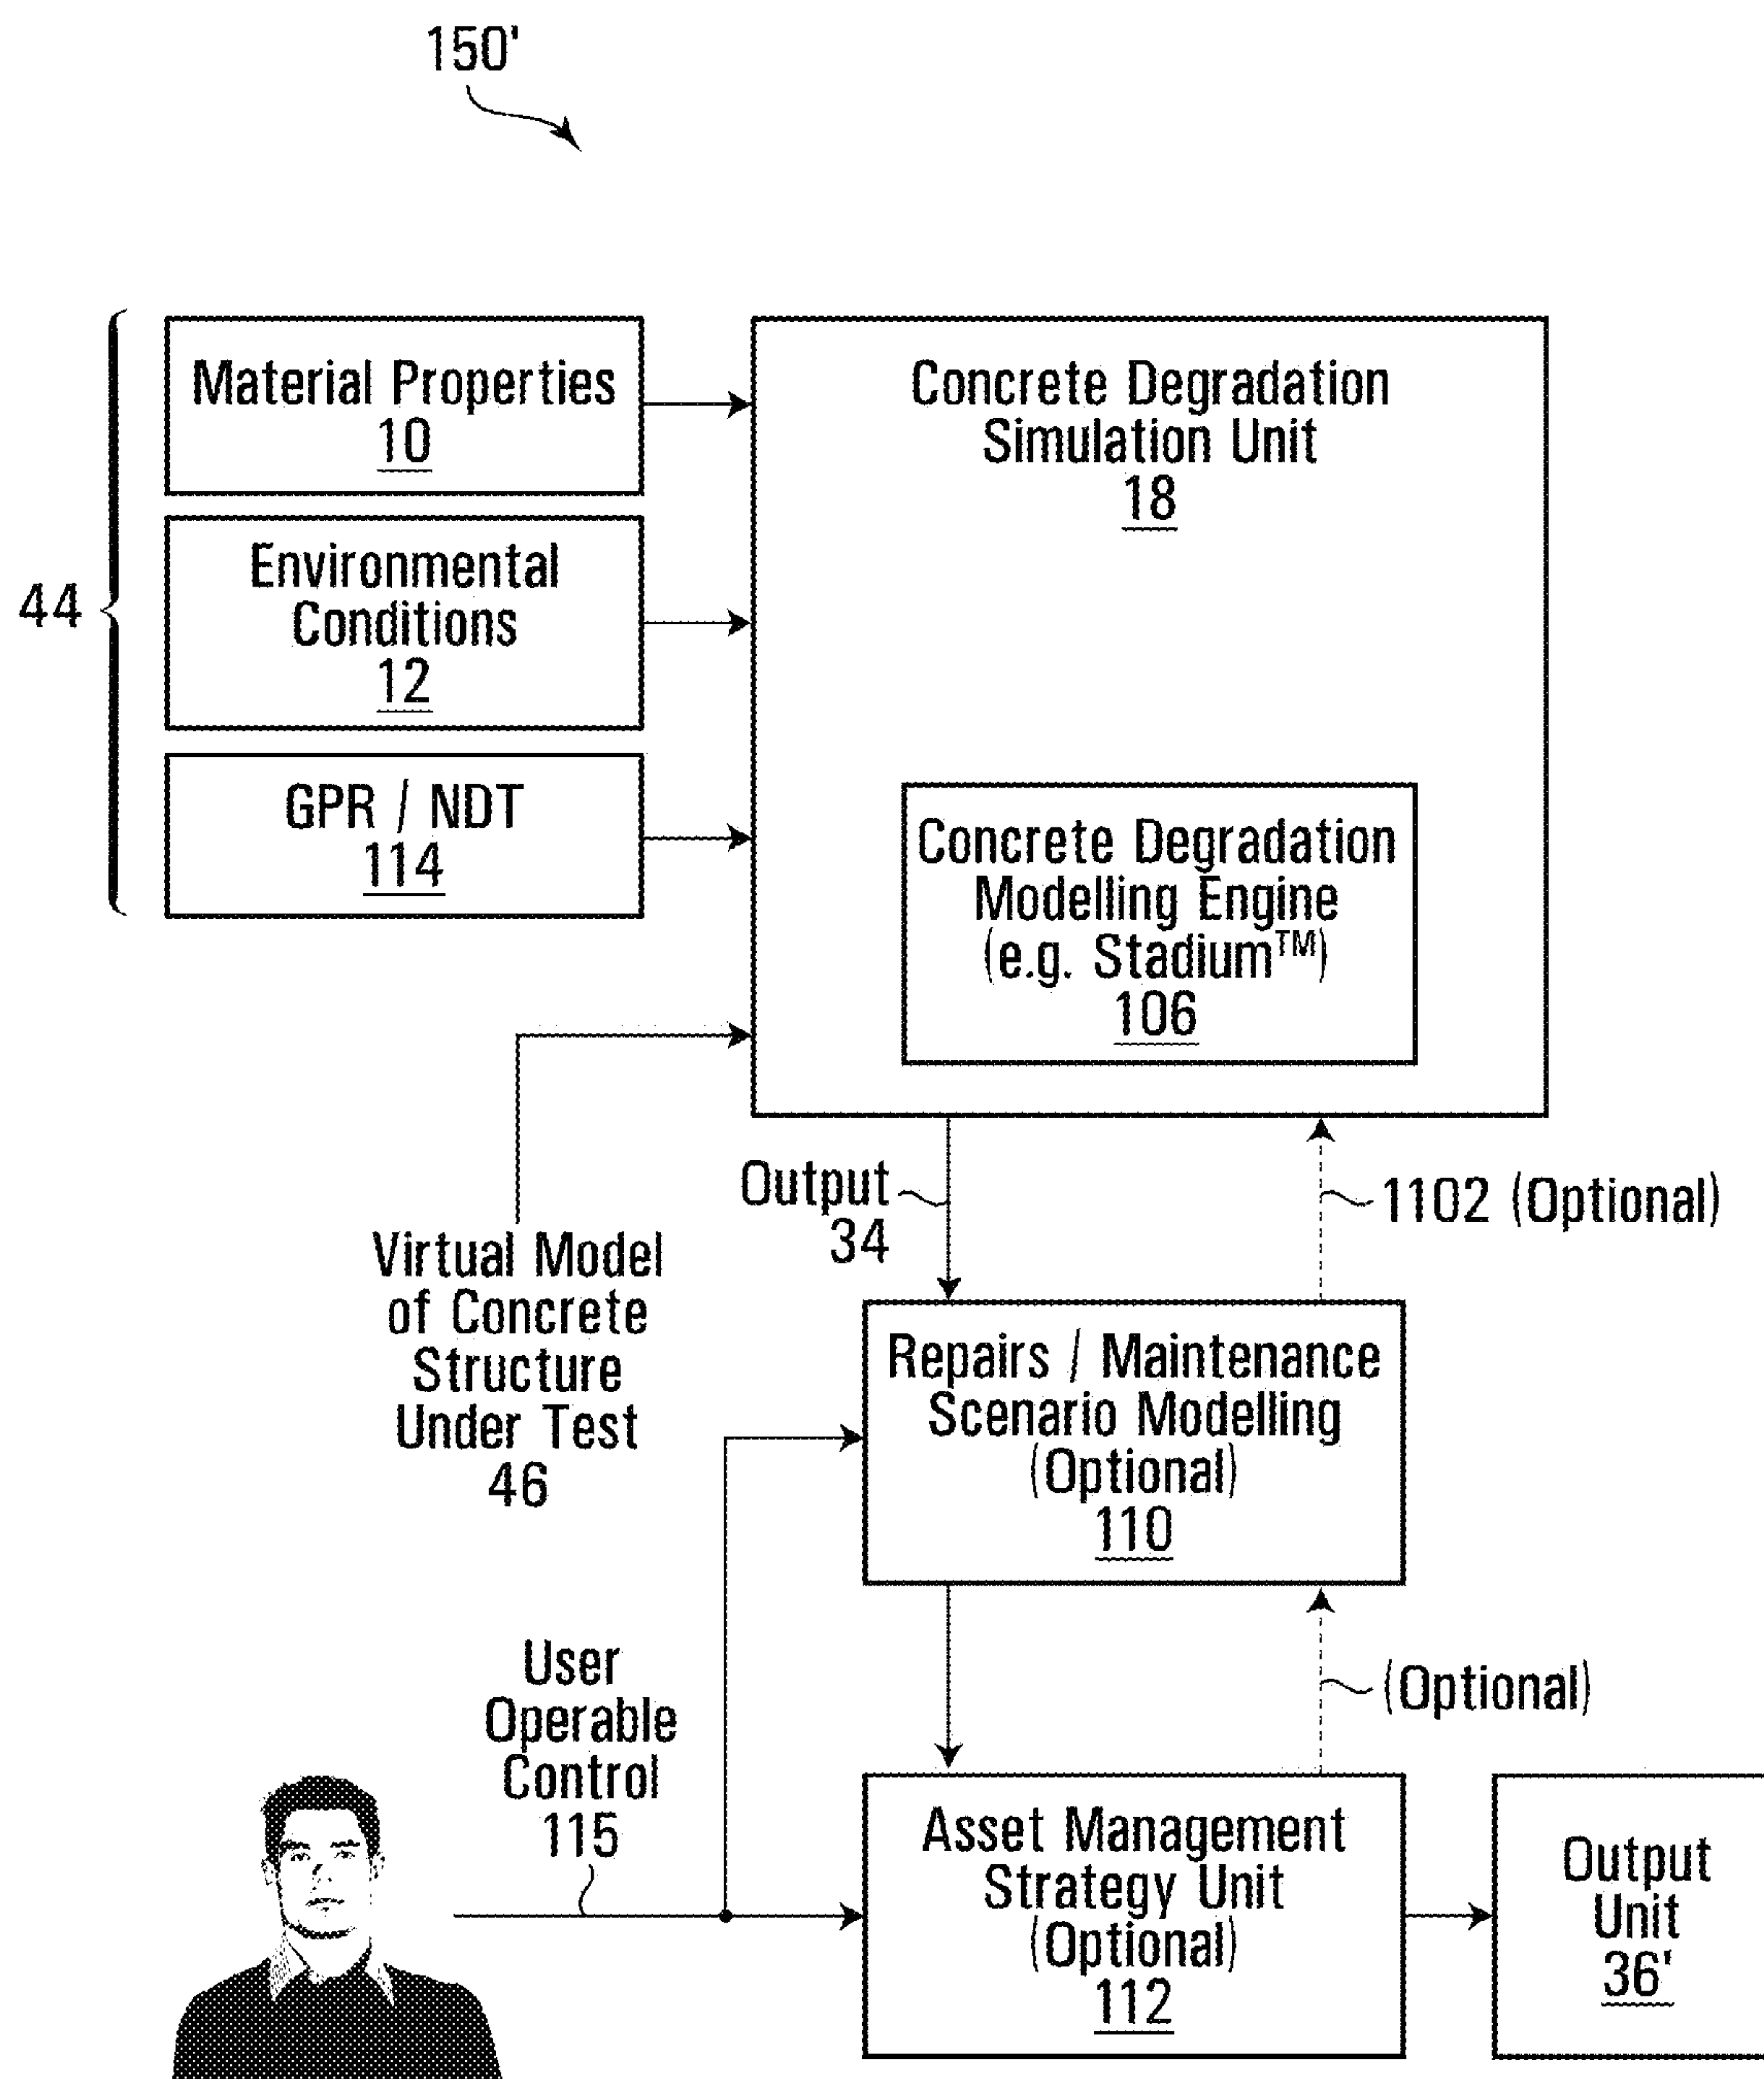 150'
Material Properties
10
Environmental
Conditions
12
GPR / NDT
114
44
Concrete Degradation
Simulation Unit
18
Concrete Degradation
Modelling Engine
(e.g. Stadium™)
106
Virtual Model
of Concrete
Structure
Under Test
46
Output
34
1102 (Optional)
Repairs / Maintenance
Scenario Modelling
(Optional)
110
(Optional)
User
Operable
Control
115
Asset Management
Strategy Unit
(Optional)
112
Output
Unit
36'